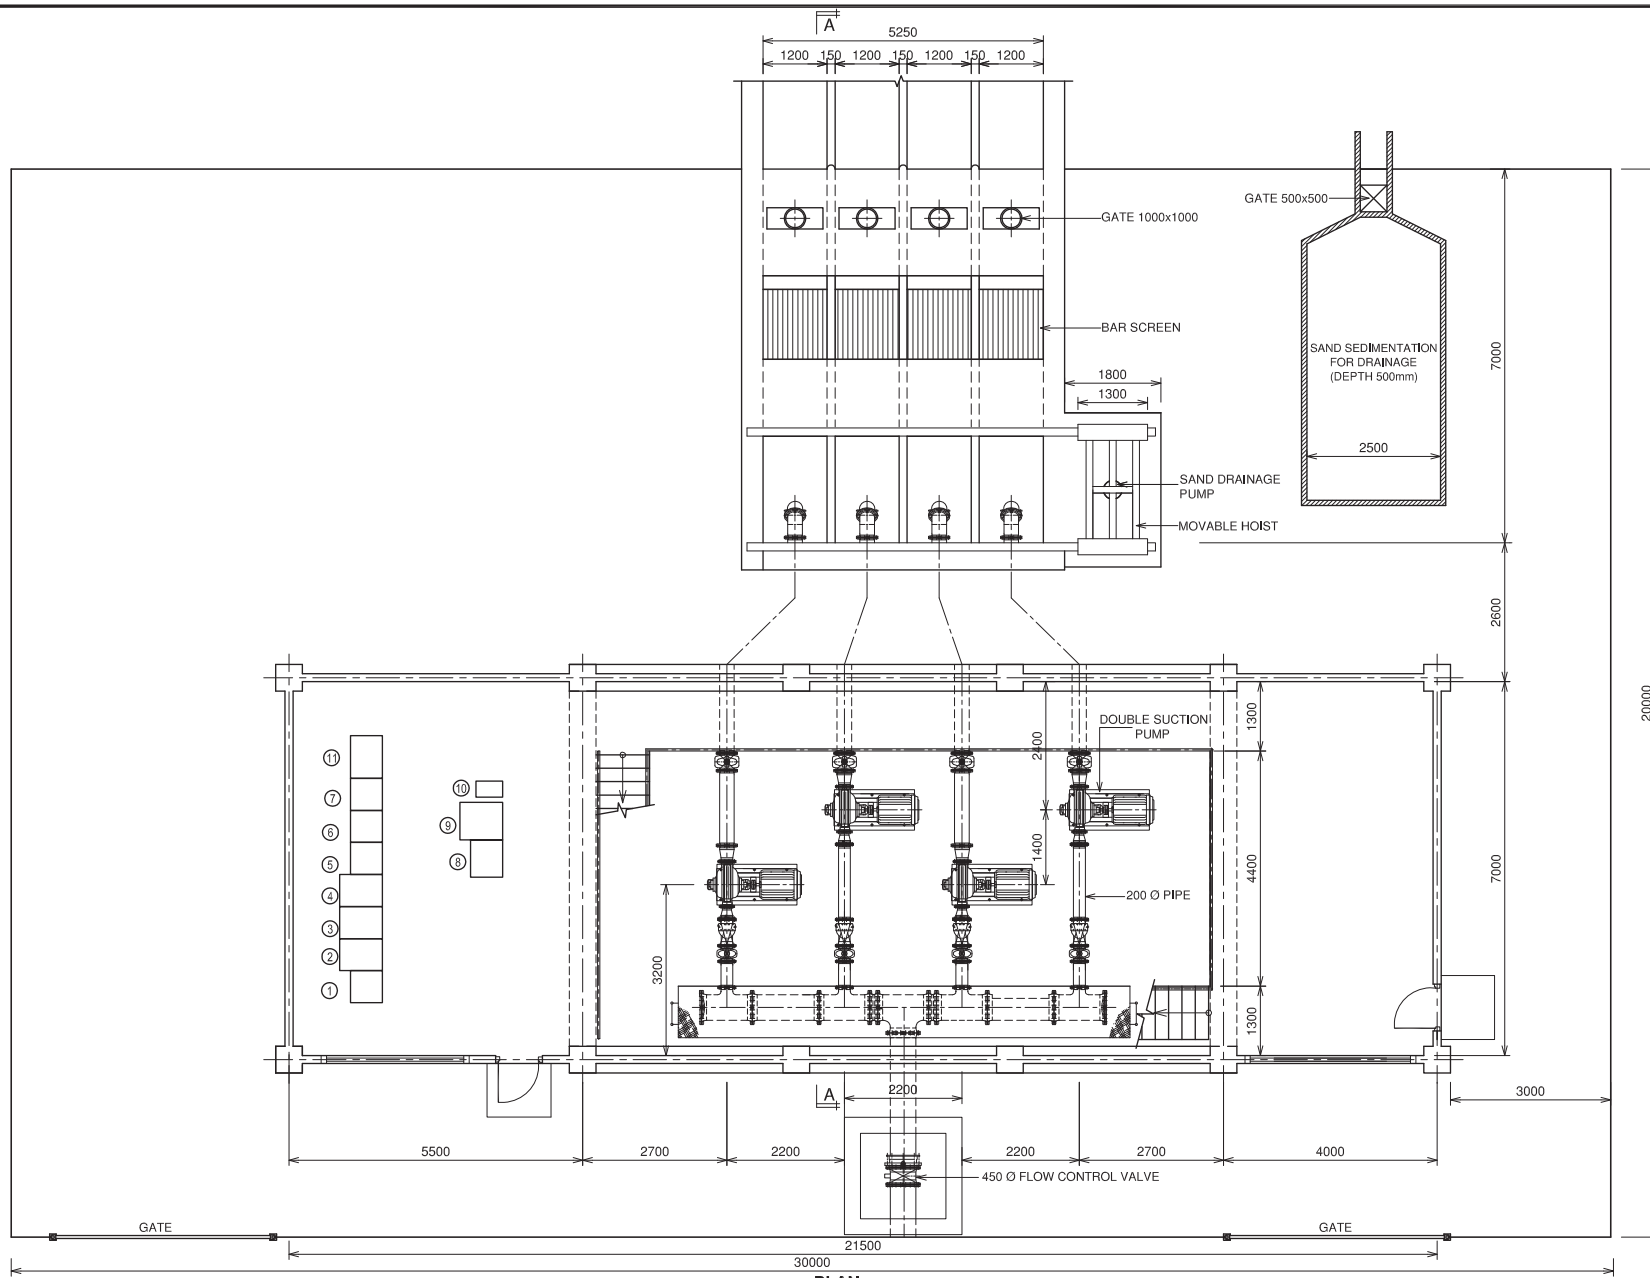 A
5250
1200 150 1200 150 1200 150 1200
GATE 1000x1000
GATE 500x500
BAR SCREEN
SAND SEDIMENTATION
FOR DRAINAGE
(DEPTH 500mm)
7000
1800
1300
2500
SAND DRAINAGE
PUMP
MOVABLE HOIST
2600
20000
DOUBLE SUCTION
PUMP
1300
2400
11
7
6
5
4
3
2
1
10
9
8
1400
4400
7000
200 Ø PIPE
3200
1300
A
2200
3000
5500
2700
2200
2200
2700
4000
450 Ø FLOW CONTROL VALVE
GATE
GATE
21500
30000